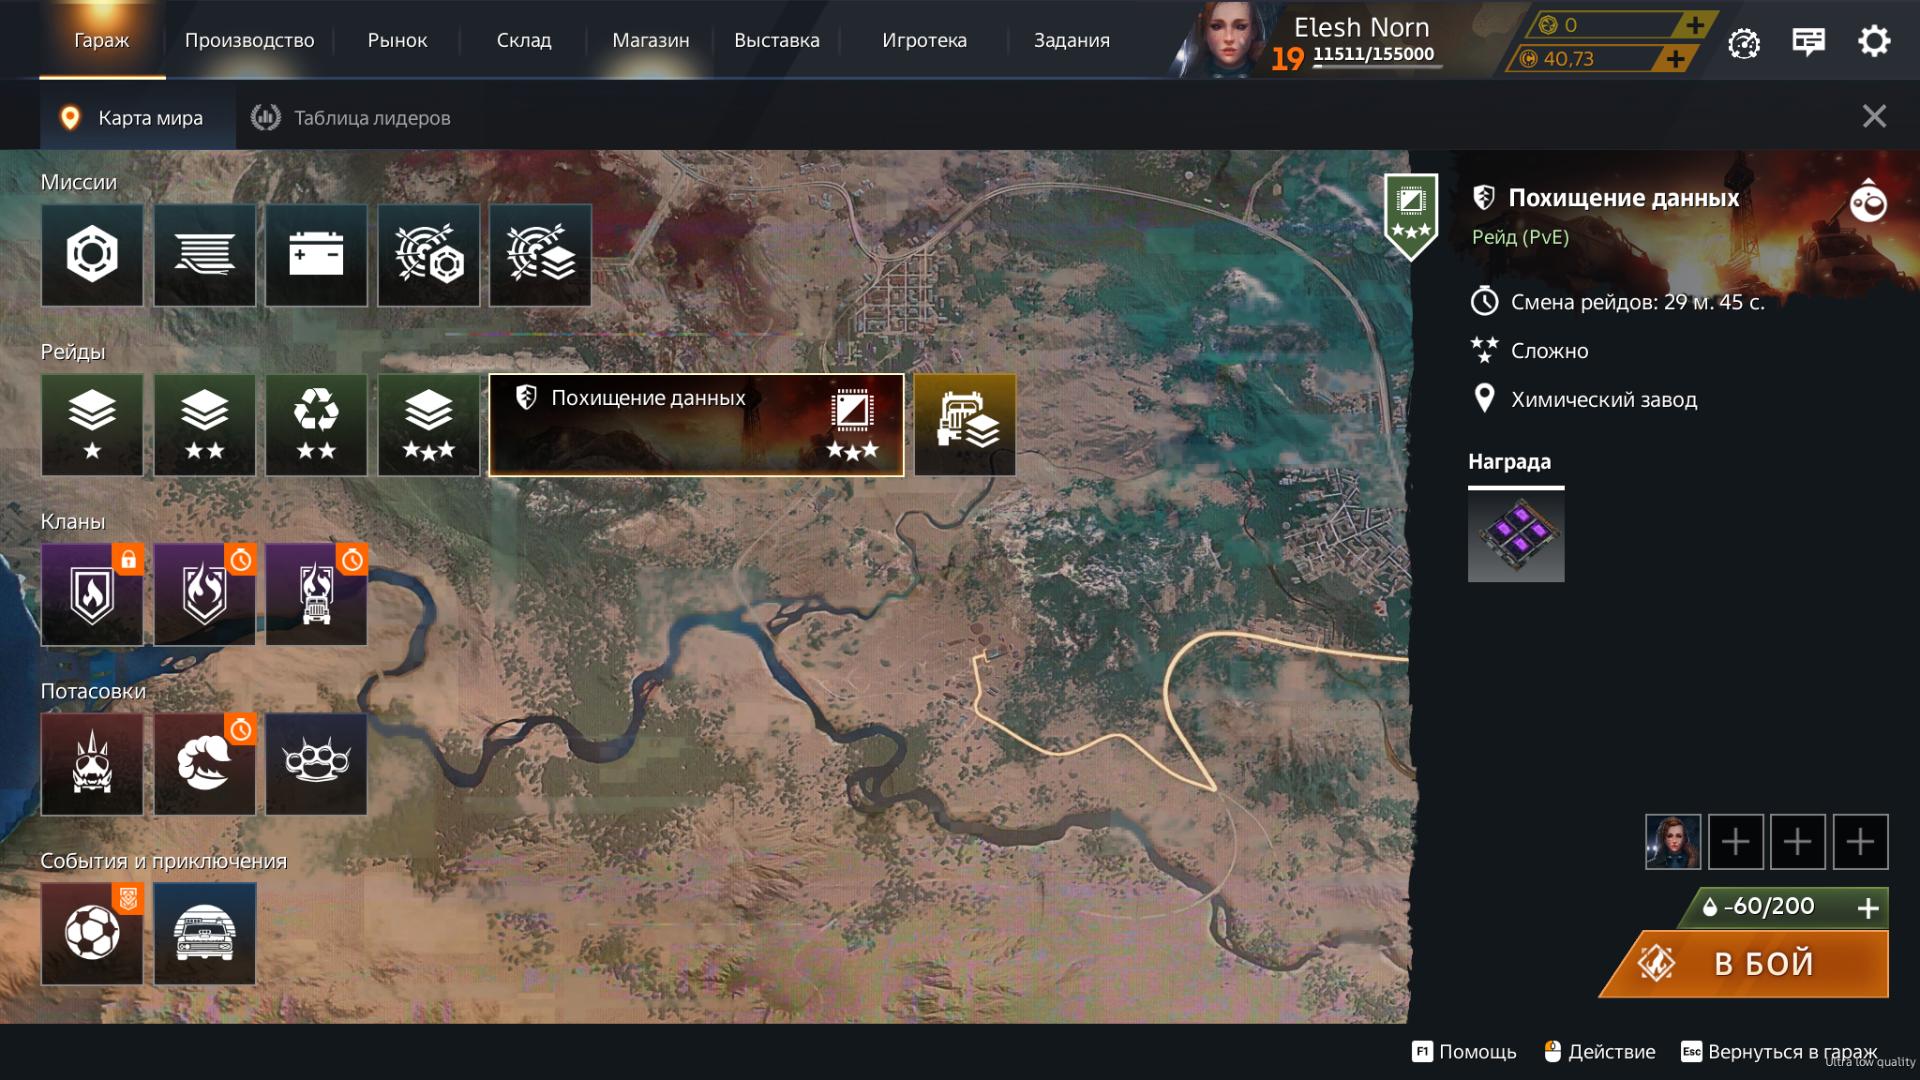 Гараж
Производство
Рынок
Склад
Магазин
Выставка
Игротека
Задания
Elesh Norn
19 11511/155000
0
40,73
Карта мира
Таблица лидеров
Миссии
Рейды
Похищение данных
Кланы
Потасовки
События и приключения
Похищение данных
Рейд (PvE)
Смена рейдов: 29 м. 45 с.
Сложно
Химический завод
Награда
-60/200
В БОЙ
F1 Помощь
Действие
Esc Вернуться в гараж
Ultra low quality